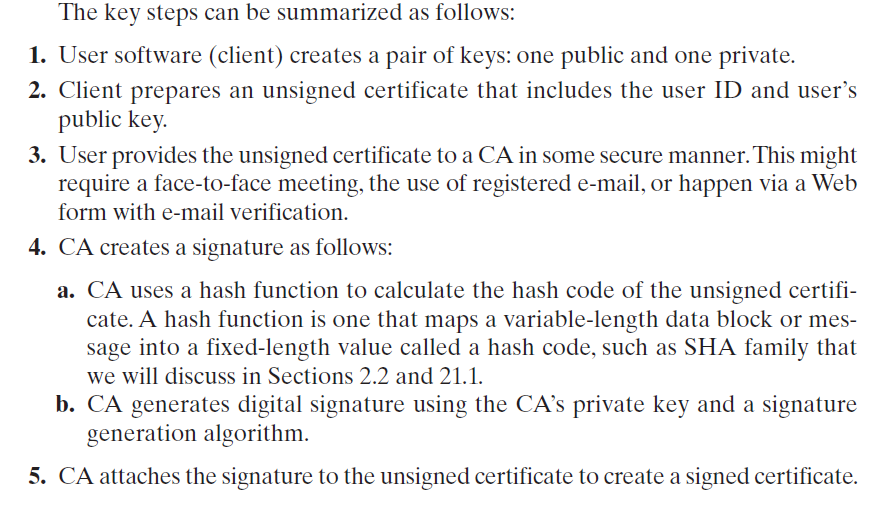 The key steps can be summarized as follows:
1. User software (client) creates a pair of keys: one public and one private.
2. Client prepares an unsigned certificate that includes the user ID and user’s
public key.
3. User provides the unsigned certificate to a CA in some secure manner. This might
require a face-to-face meeting, the use of registered e-mail, or happen via a Web
form with e-mail verification.
4. CA creates a signature as follows:
a. CA uses a hash function to calculate the hash code of the unsigned certifi-
cate. A hash function is one that maps a variable-length data block or mes-
sage into a fixed-length value called a hash code, such as SHA family that
we will discuss in Sections 2.2 and 21.1.
b. CA generates digital signature using the CA’s private key and a signature
generation algorithm.
5. CA attaches the signature to the unsigned certificate to create a signed certificate.